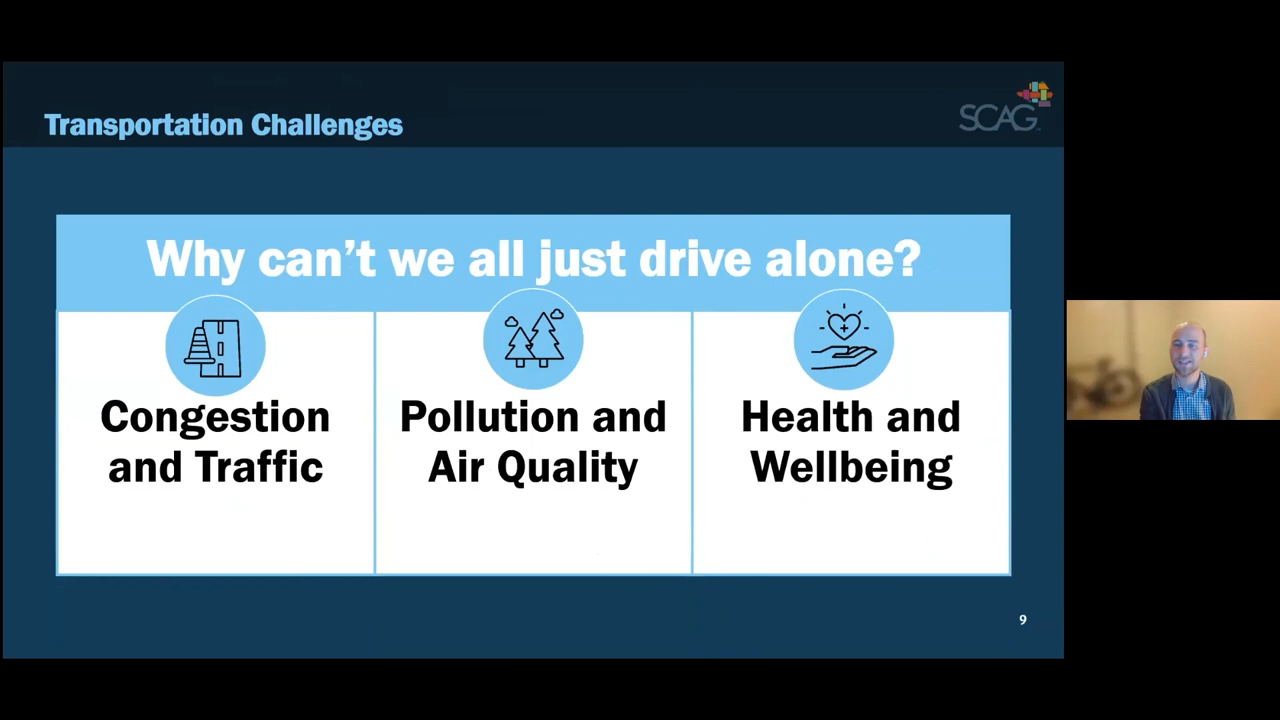 Transportation Challenges
SCAG
Why can't we all just drive alone?
Congestion
and Traffic
Pollution and
Air Quality
Health and
Wellbeing
9